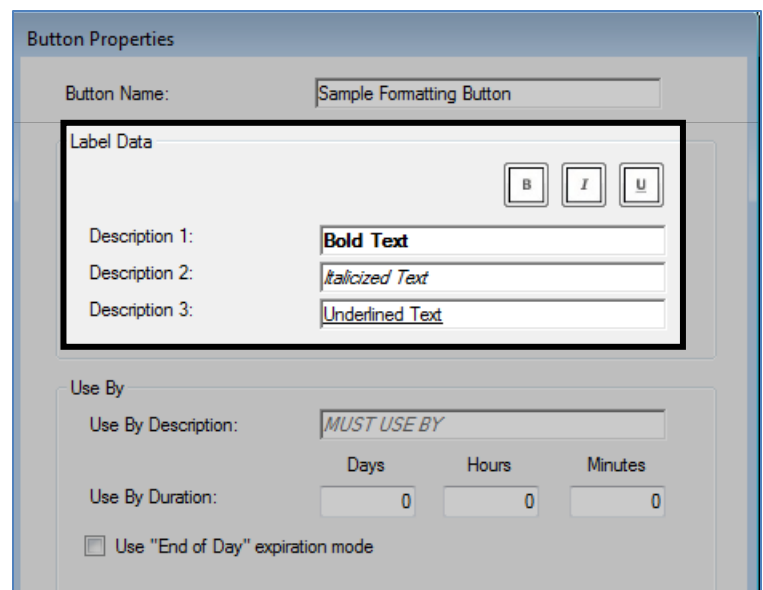 Button Properties
Button Name: Sample Formatting Button
Label Data
B I U
Description 1: Bold Text
Description 2: Italicized Text
Description 3: Underlined Text
Use By
Use By Description: MUST USE BY
Days Hours Minutes
Use By Duration: 0 0 0
Use "End of Day" expiration mode